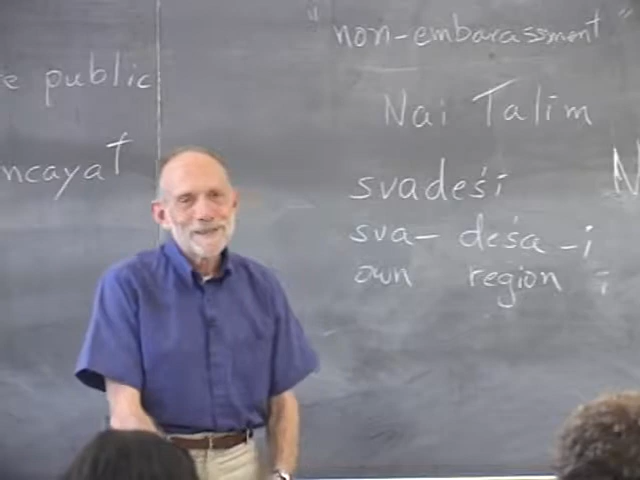 e public
ncayat
"non-embarassment"
Nai Talim
svadeśi
sva- deśa -i
own region ī
N